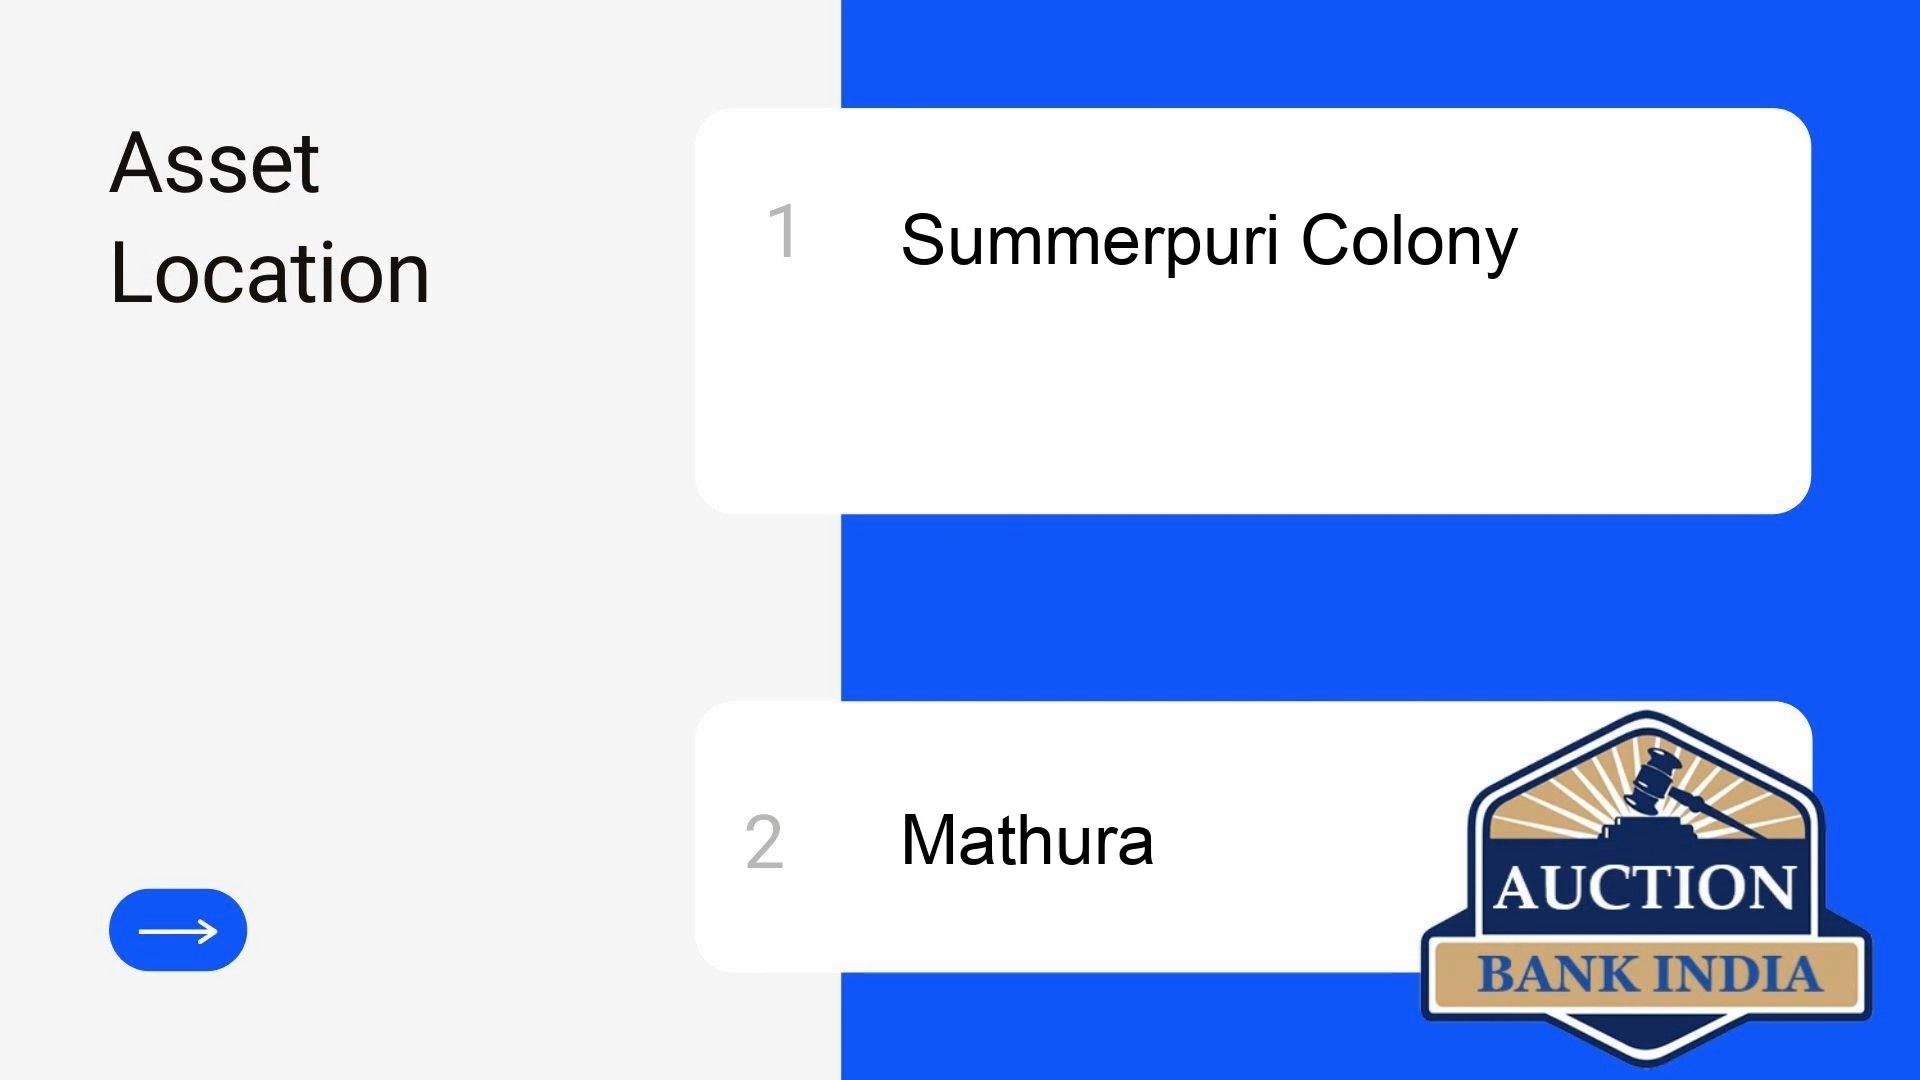 Asset
Location
1
Summerpuri Colony
2
Mathura
AUCTION
BANK INDIA